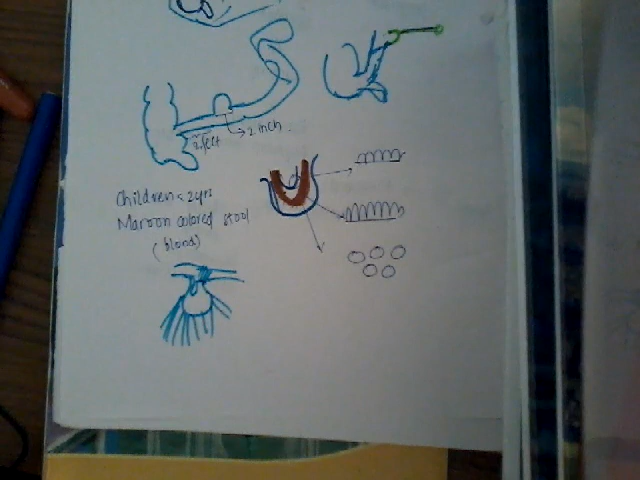 2 feet
2 inch.
Children < 2yrs
Maroon colored stool
(blood)